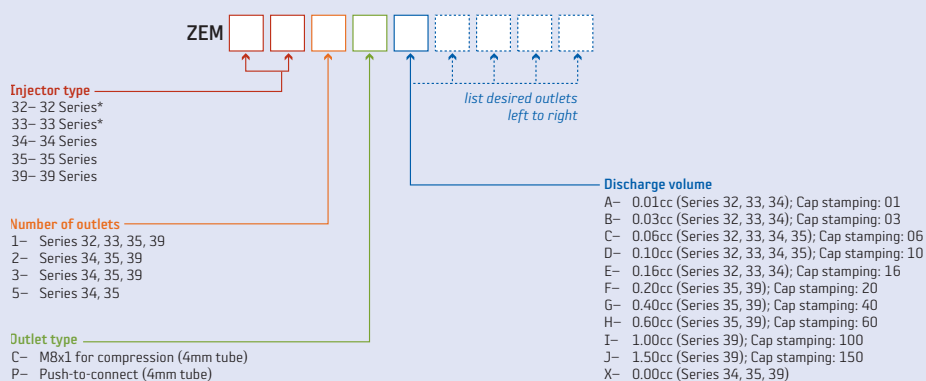 ZEM
list desired outlets
left to right
Injector type
32– 32 Series*
33– 33 Series*
34– 34 Series
35– 35 Series
39– 39 Series
Number of outlets
1– Series 32, 33, 35, 39
2– Series 34, 35, 39
3– Series 34, 35, 39
5– Series 34, 35
Outlet type
C– M8x1 for compression (4mm tube)
P– Push-to-connect (4mm tube)
Discharge volume
A– 0.01cc (Series 32, 33, 34); Cap stamping: 01
B– 0.03cc (Series 32, 33, 34); Cap stamping: 03
C– 0.06cc (Series 32, 33, 34, 35); Cap stamping: 06
D– 0.10cc (Series 32, 33, 34, 35); Cap stamping: 10
E– 0.16cc (Series 32, 33, 34); Cap stamping: 16
F– 0.20cc (Series 35, 39); Cap stamping: 20
G– 0.40cc (Series 35, 39); Cap stamping: 40
H– 0.60cc (Series 35, 39); Cap stamping: 60
I– 1.00cc (Series 39); Cap stamping: 100
J– 1.50cc (Series 39); Cap stamping: 150
X– 0.00cc (Series 34, 35, 39)